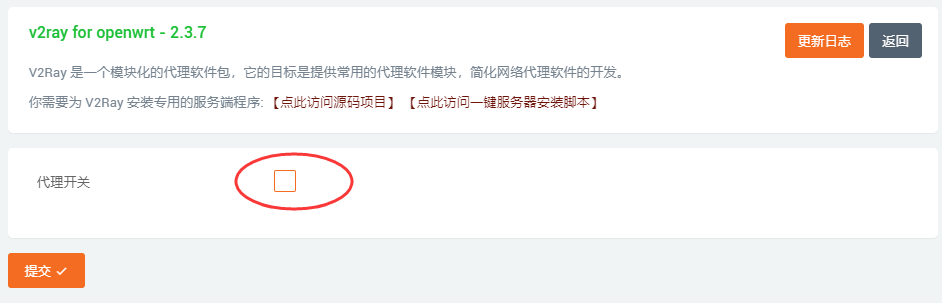 v2ray for openwrt - 2.3.7
更新日志
返回
V2Ray 是一个模块化的代理软件包，它的目标是提供常用的代理软件模块，简化网络代理软件的开发。
你需要为 V2Ray 安装专用的服务端程序: 【点此访问源码项目】 【点此访问一键服务器安装脚本】
代理开关
提交